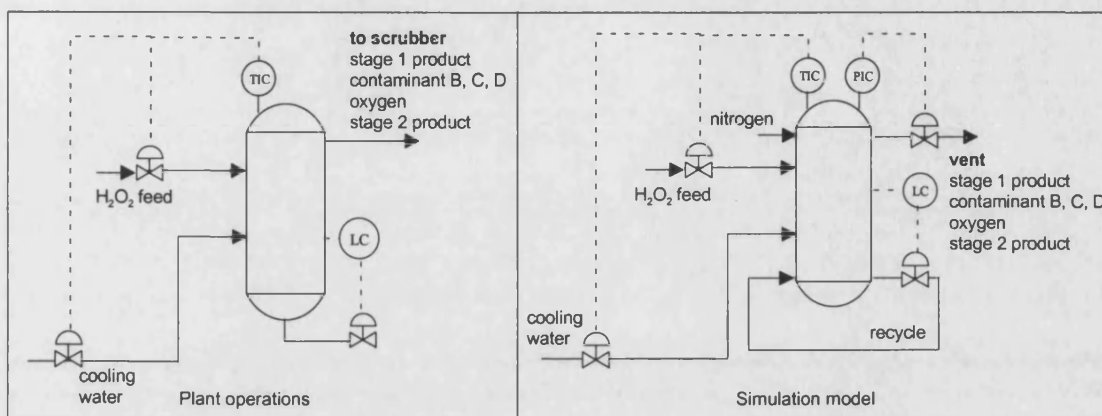 to scrubber
stage 1 product
contaminant B, C, D
oxygen
stage 2 product
TIC
H₂O₂ feed
LC
cooling
water
Plant operations
TIC
PIC
nitrogen
H₂O₂ feed
vent
stage 1 product
contaminant B, C, D
oxygen
stage 2 product
LC
cooling
water
recycle
Simulation model